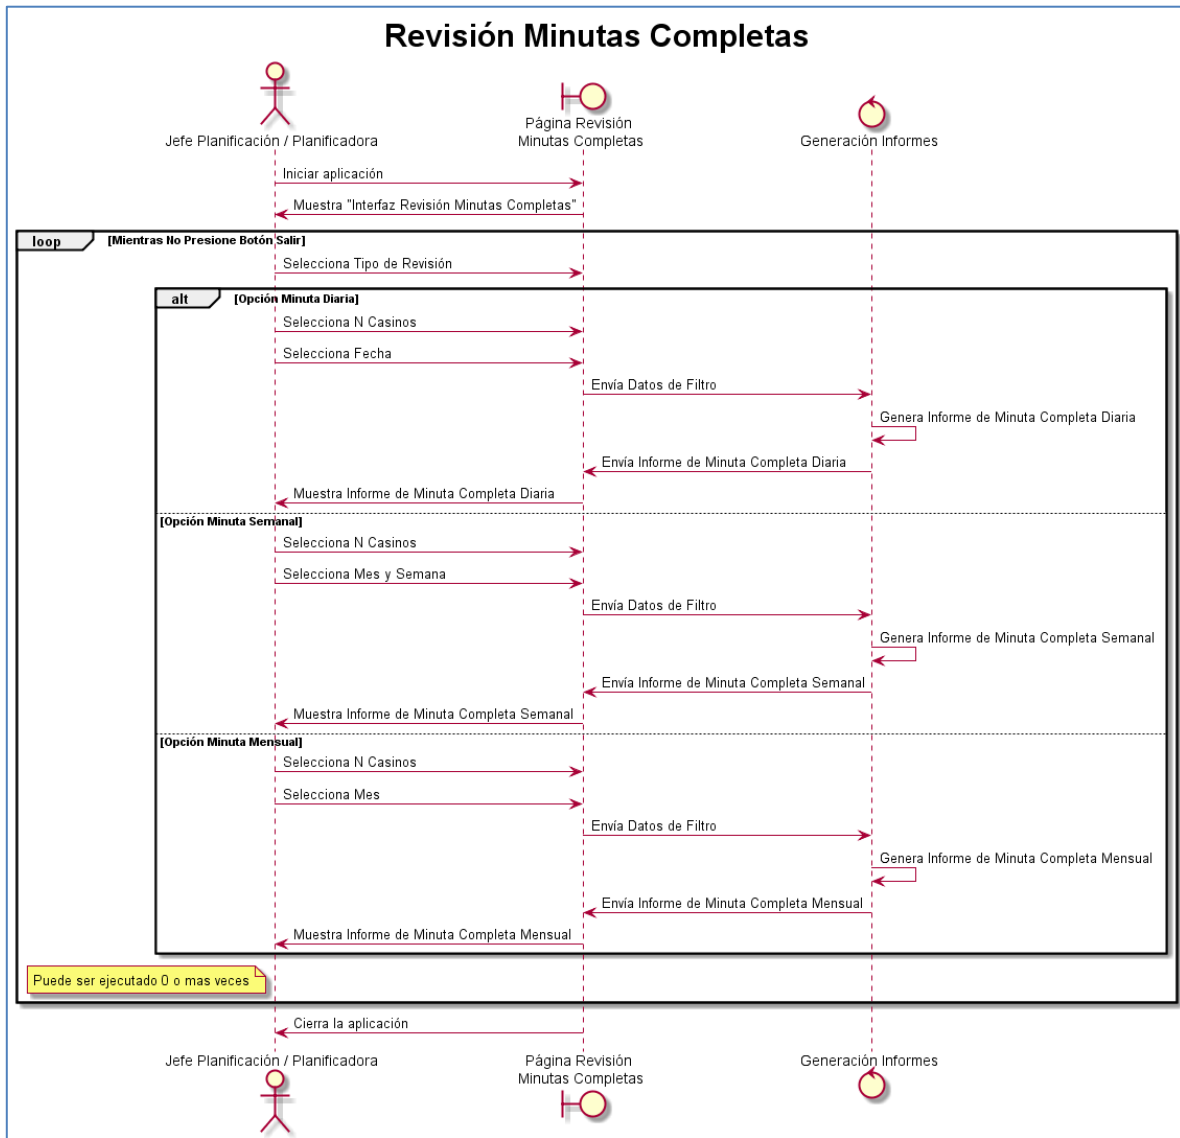 Revisión Minutas Completas
Jefe Planificación / Planificadora
Página Revisión
Minutas Completas
Generación Informes
Iniciar aplicación
Muestra "Interfaz Revisión Minutas Completas"
loop [Mientras No Presione Botón Salir]
Selecciona Tipo de Revisión
alt [Opción Minuta Diaria]
Selecciona N Casinos
Selecciona Fecha
Envía Datos de Filtro
Genera Informe de Minuta Completa Diaria
Envía Informe de Minuta Completa Diaria
Muestra Informe de Minuta Completa Diaria
[Opción Minuta Semanal]
Selecciona N Casinos
Selecciona Mes y Semana
Envía Datos de Filtro
Genera Informe de Minuta Completa Semanal
Envía Informe de Minuta Completa Semanal
Muestra Informe de Minuta Completa Semanal
[Opción Minuta Mensual]
Selecciona N Casinos
Selecciona Mes
Envía Datos de Filtro
Genera Informe de Minuta Completa Mensual
Envía Informe de Minuta Completa Mensual
Muestra Informe de Minuta Completa Mensual
Puede ser ejecutado 0 o mas veces
Cierra la aplicación
Jefe Planificación / Planificadora
Página Revisión
Minutas Completas
Generación Informes